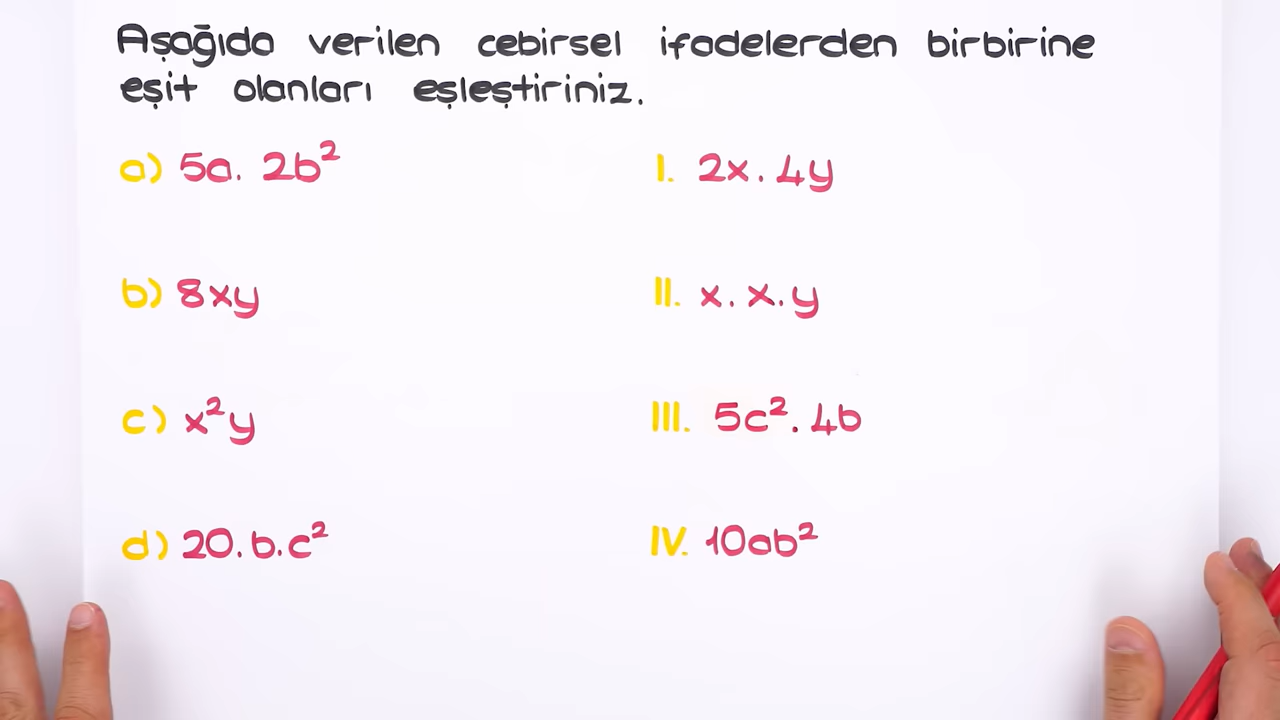 Aşağıda verilen cebirsel ifadelerden birbirine
eşit olanları eşleştiriniz.
a) 5a. 2b²
I. 2x. 4y
b) 8xy
II. x. x. y
c) x²y
III. 5c². 4b
d) 20.b.c²
IV. 10ab²